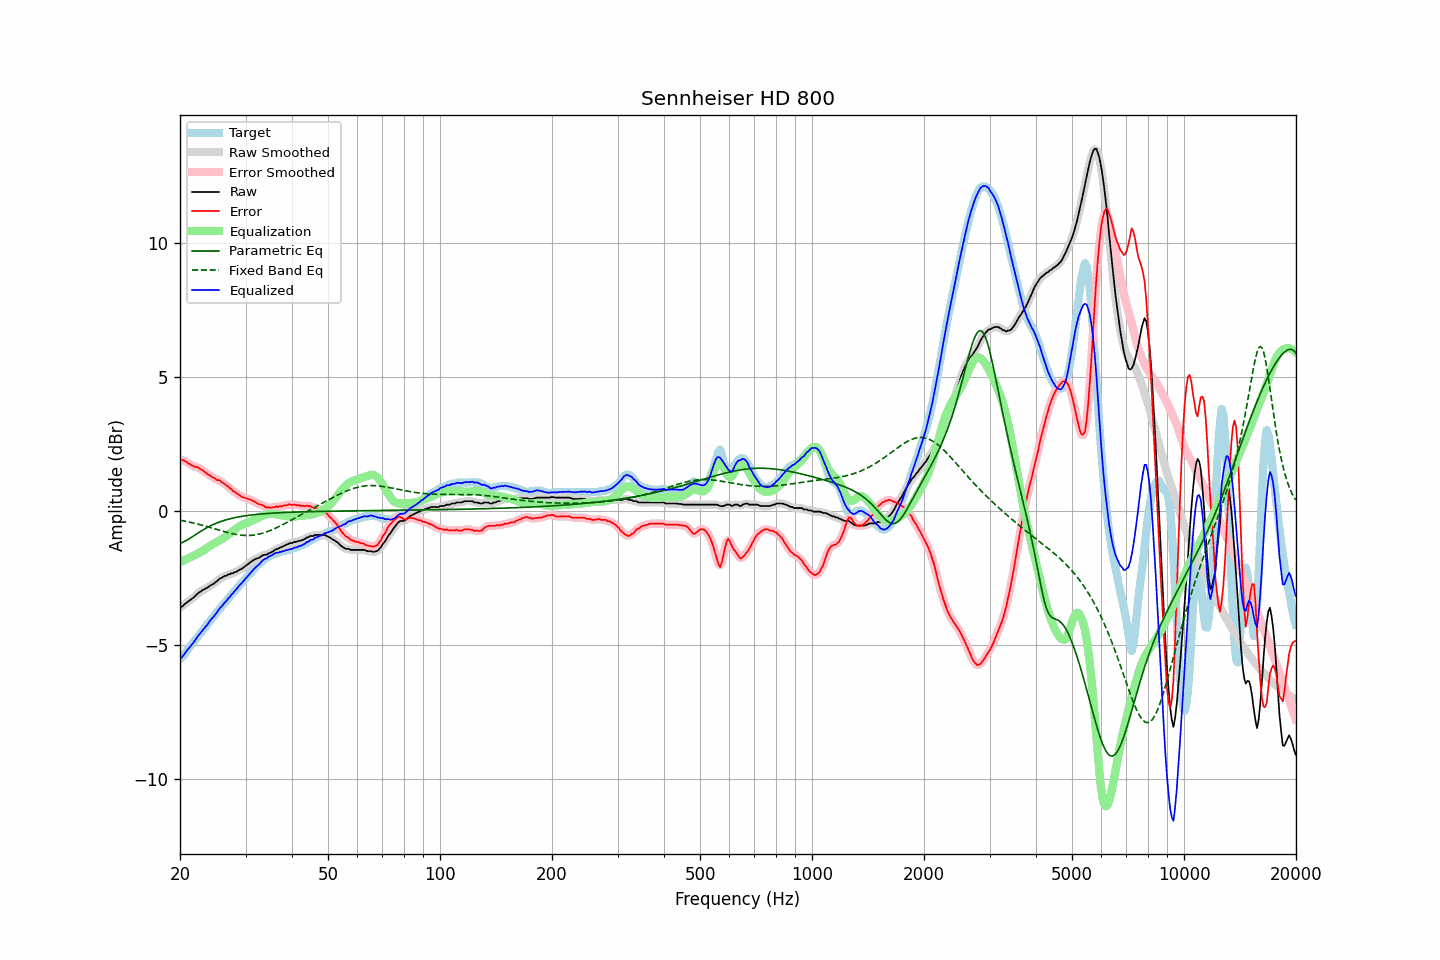 Sennheiser HD 800
Target
Raw Smoothed
Error Smoothed
Raw
Error
Equalization
Parametric Eq
Fixed Band Eq
Equalized
Amplitude (dBr)
10
5
0
−5
−10
20 50 100 200 500 1000 2000 5000 10000 20000
Frequency (Hz)